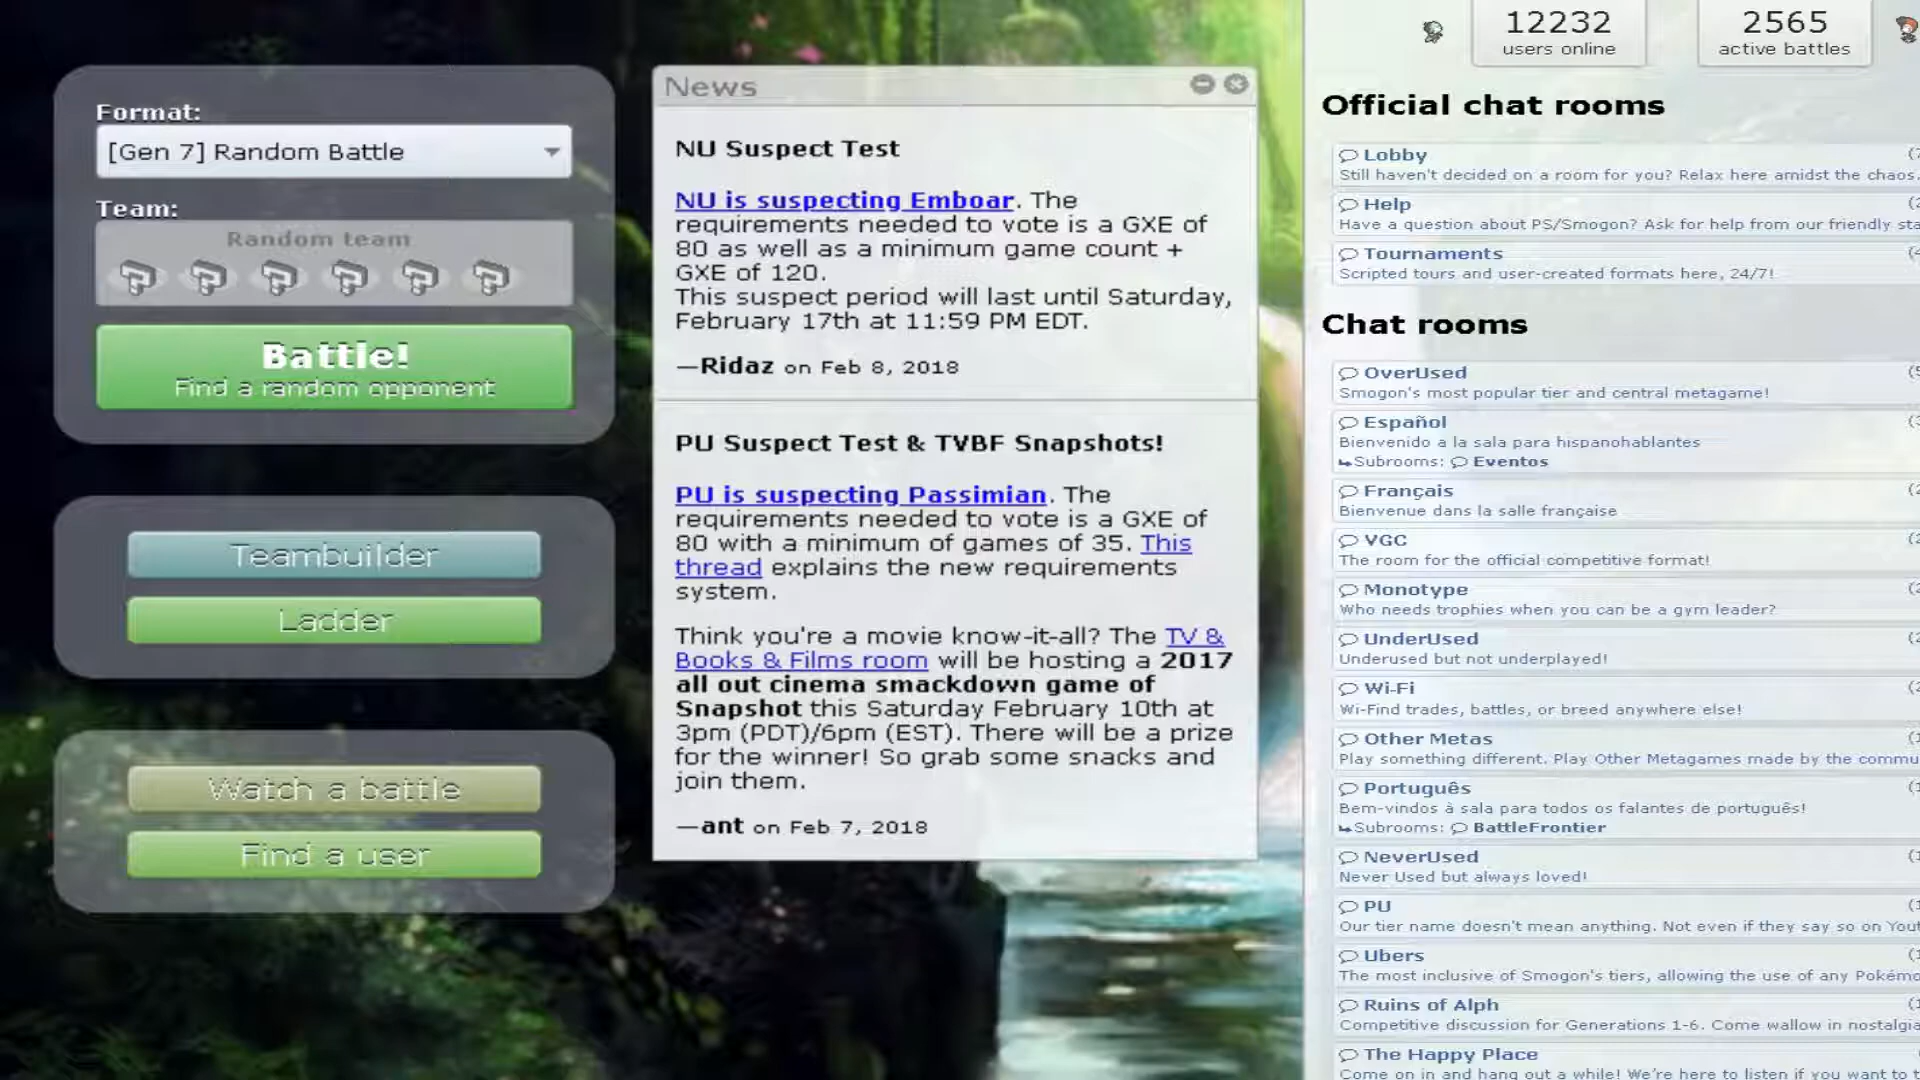 Format:
[Gen 7] Random Battle
Team:
Random team
Battle!
Find a random opponent
Teambuilder
Ladder
Watch a battle
Find a user
News
NU Suspect Test
NU is suspecting Emboar. The
requirements needed to vote is a GXE of
80 as well as a minimum game count +
GXE of 120.
This suspect period will last until Saturday,
February 17th at 11:59 PM EDT.
—Ridaz on Feb 8, 2018
PU Suspect Test & TVBF Snapshots!
PU is suspecting Passimian. The
requirements needed to vote is a GXE of
80 with a minimum of games of 35. This
thread explains the new requirements
system.
Think you're a movie know-it-all? The TV &
Books & Films room will be hosting a 2017
all out cinema smackdown game of
Snapshot this Saturday February 10th at
3pm (PDT)/6pm (EST). There will be a prize
for the winner! So grab some snacks and
join them.
—ant on Feb 7, 2018
12232
users online
2565
active battles
Official chat rooms
Lobby
Still haven't decided on a room for you? Relax here amidst the chaos.
Help
Have a question about PS/Smogon? Ask for help from our friendly
Tournaments
Scripted tours and user-created formats here, 24/7!
Chat rooms
OverUsed
Smogon's most popular tier and central metagame!
Español
Bienvenido a la sala para hispanohablantes
Subrooms: Eventos
Français
Bienvenue dans la salle française
VGC
The room for the official competitive format!
Monotype
Who needs trophies when you can be a gym leader?
UnderUsed
Underused but not underplayed!
Wi-Fi
Wi-Find trades, battles, or breed anywhere else!
Other Metas
Play something different. Play Other Metagames made by the
Português
Bem-vindos à sala para todos os falantes de português!
Subrooms: BattleFrontier
NeverUsed
Never Used but always loved!
PU
Our tier name doesn't mean anything. Not even if they say so on
Ubers
The most inclusive of Smogon's tiers, allowing the use of any
Ruins of Alph
Competitive discussion for Generations 1-6. Come wallow in
The Happy Place
Come on in and hang out a while! We're here to listen if you want to